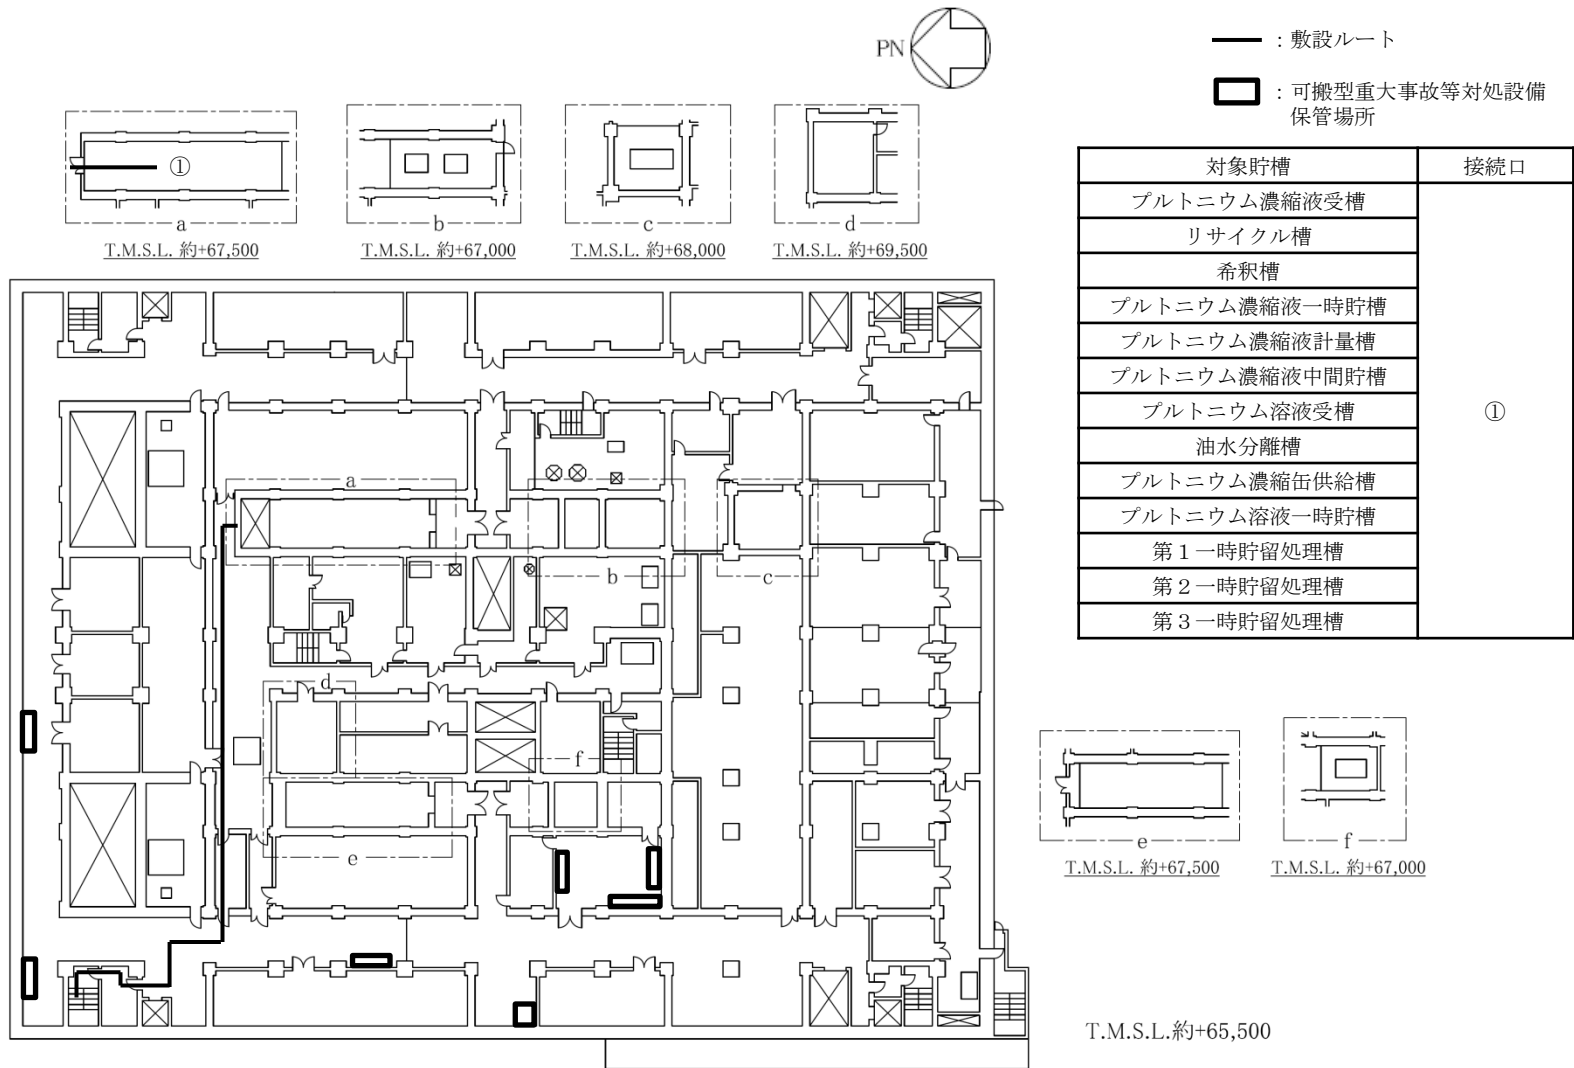 PN
：敷設ルート
：可搬型重大事故等対処設備
保管場所
①
a
T.M.S.L. 約+67,500
b
T.M.S.L. 約+67,000
c
T.M.S.L. 約+68,000
d
T.M.S.L. 約+69,500
対象貯槽 接続口
プルトニウム濃縮液受槽
リサイクル槽
希釈槽
プルトニウム濃縮液一時貯槽
プルトニウム濃縮液計量槽
プルトニウム濃縮液中間貯槽
プルトニウム溶液受槽 ①
油水分離槽
プルトニウム濃縮缶供給槽
プルトニウム溶液一時貯槽
第１一時貯留処理槽
第２一時貯留処理槽
第３一時貯留処理槽
a
b
c
d
e
f
e
T.M.S.L. 約+67,500
f
T.M.S.L. 約+67,000
T.M.S.L.約+65,500